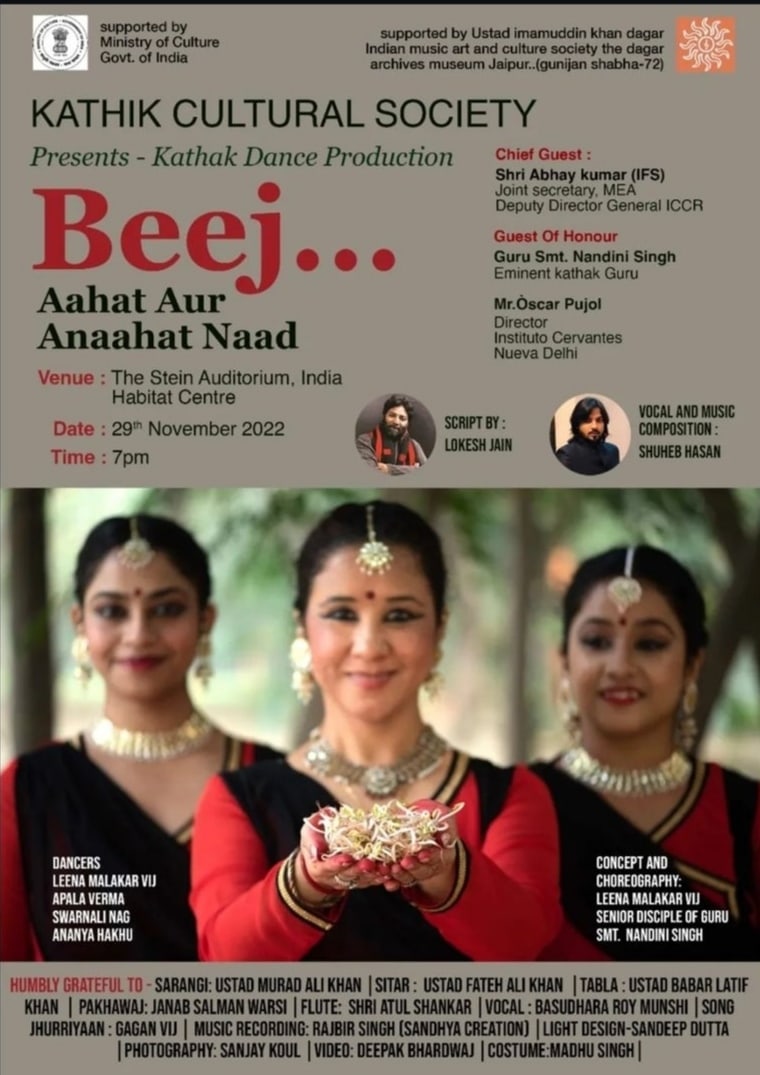 supported by
Ministry of Culture
Govt. of India
supported by Ustad imamuddin khan dagar
Indian music art and culture society the dagar
archives museum Jaipur..(gunijan shabha-72)
KATHIK CULTURAL SOCIETY
Presents - Kathak Dance Production
Beej...
Aahat Aur
Anaahat Naad
Chief Guest :
Shri Abhay kumar (IFS)
Joint secretary, MEA
Deputy Director General ICCR
Guest Of Honour
Guru Smt. Nandini Singh
Eminent kathak Guru
Mr.Òscar Pujol
Director
Instituto Cervantes
Nueva Delhi
Venue : The Stein Auditorium, India
Habitat Centre
Date : 29th November 2022
Time : 7pm
SCRIPT BY :
LOKESH JAIN
VOCAL AND MUSIC
COMPOSITION :
SHUHEB HASAN
DANCERS
LEENA MALAKAR VIJ
APALA VERMA
SWARNALI NAG
ANANYA HAKHU
CONCEPT AND
CHOREOGRAPHY:
LEENA MALAKAR VIJ
SENIOR DISCIPLE OF GURU
SMT. NANDINI SINGH
HUMBLY GRATEFUL TO - SARANGI: USTAD MURAD ALI KHAN | SITAR : USTAD FATEH ALI KHAN | TABLA : USTAD BABAR LATIF
KHAN | PAKHAWAJ: JANAB SALMAN WARSI | FLUTE: SHRI ATUL SHANKAR | VOCAL : BASUDHARA ROY MUNSHI | SONG
JHURRIYAAN : GAGAN VIJ | MUSIC RECORDING: RAJBIR SINGH (SANDHYA CREATION) | LIGHT DESIGN-SANDEEP DUTTA
| PHOTOGRAPHY: SANJAY KOUL | VIDEO: DEEPAK BHARDWAJ | COSTUME:MADHU SINGH |